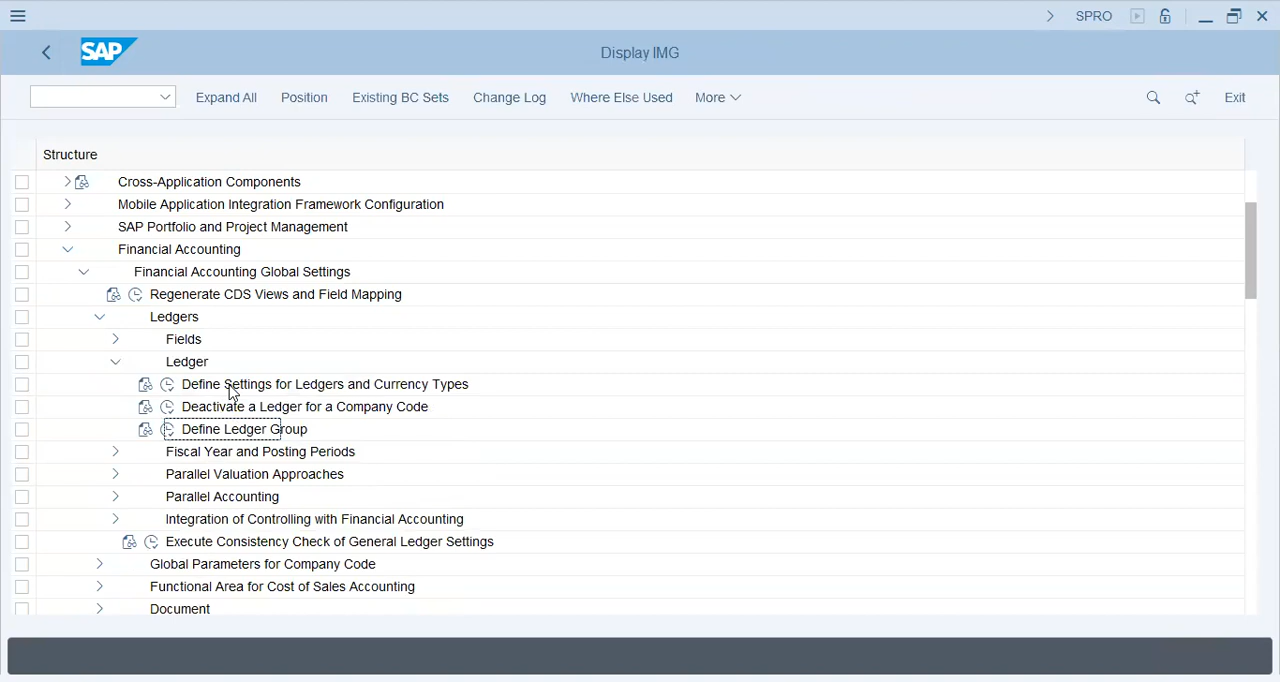 SPRO
SAP
Display IMG
Expand All
Position
Existing BC Sets
Change Log
Where Else Used
More
Exit
Structure
Cross-Application Components
Mobile Application Integration Framework Configuration
SAP Portfolio and Project Management
Financial Accounting
Financial Accounting Global Settings
Regenerate CDS Views and Field Mapping
Ledgers
Fields
Ledger
Define Settings for Ledgers and Currency Types
Deactivate a Ledger for a Company Code
Define Ledger Group
Fiscal Year and Posting Periods
Parallel Valuation Approaches
Parallel Accounting
Integration of Controlling with Financial Accounting
Execute Consistency Check of General Ledger Settings
Global Parameters for Company Code
Functional Area for Cost of Sales Accounting
Document